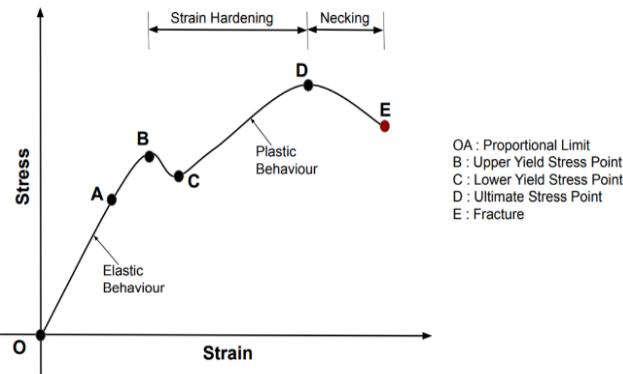 Strain Hardening
Necking
D
B
E
C
A
Plastic
Behaviour
Elastic
Behaviour
O
Stress
Strain
OA : Proportional Limit
B : Upper Yield Stress Point
C : Lower Yield Stress Point
D : Ultimate Stress Point
E : Fracture